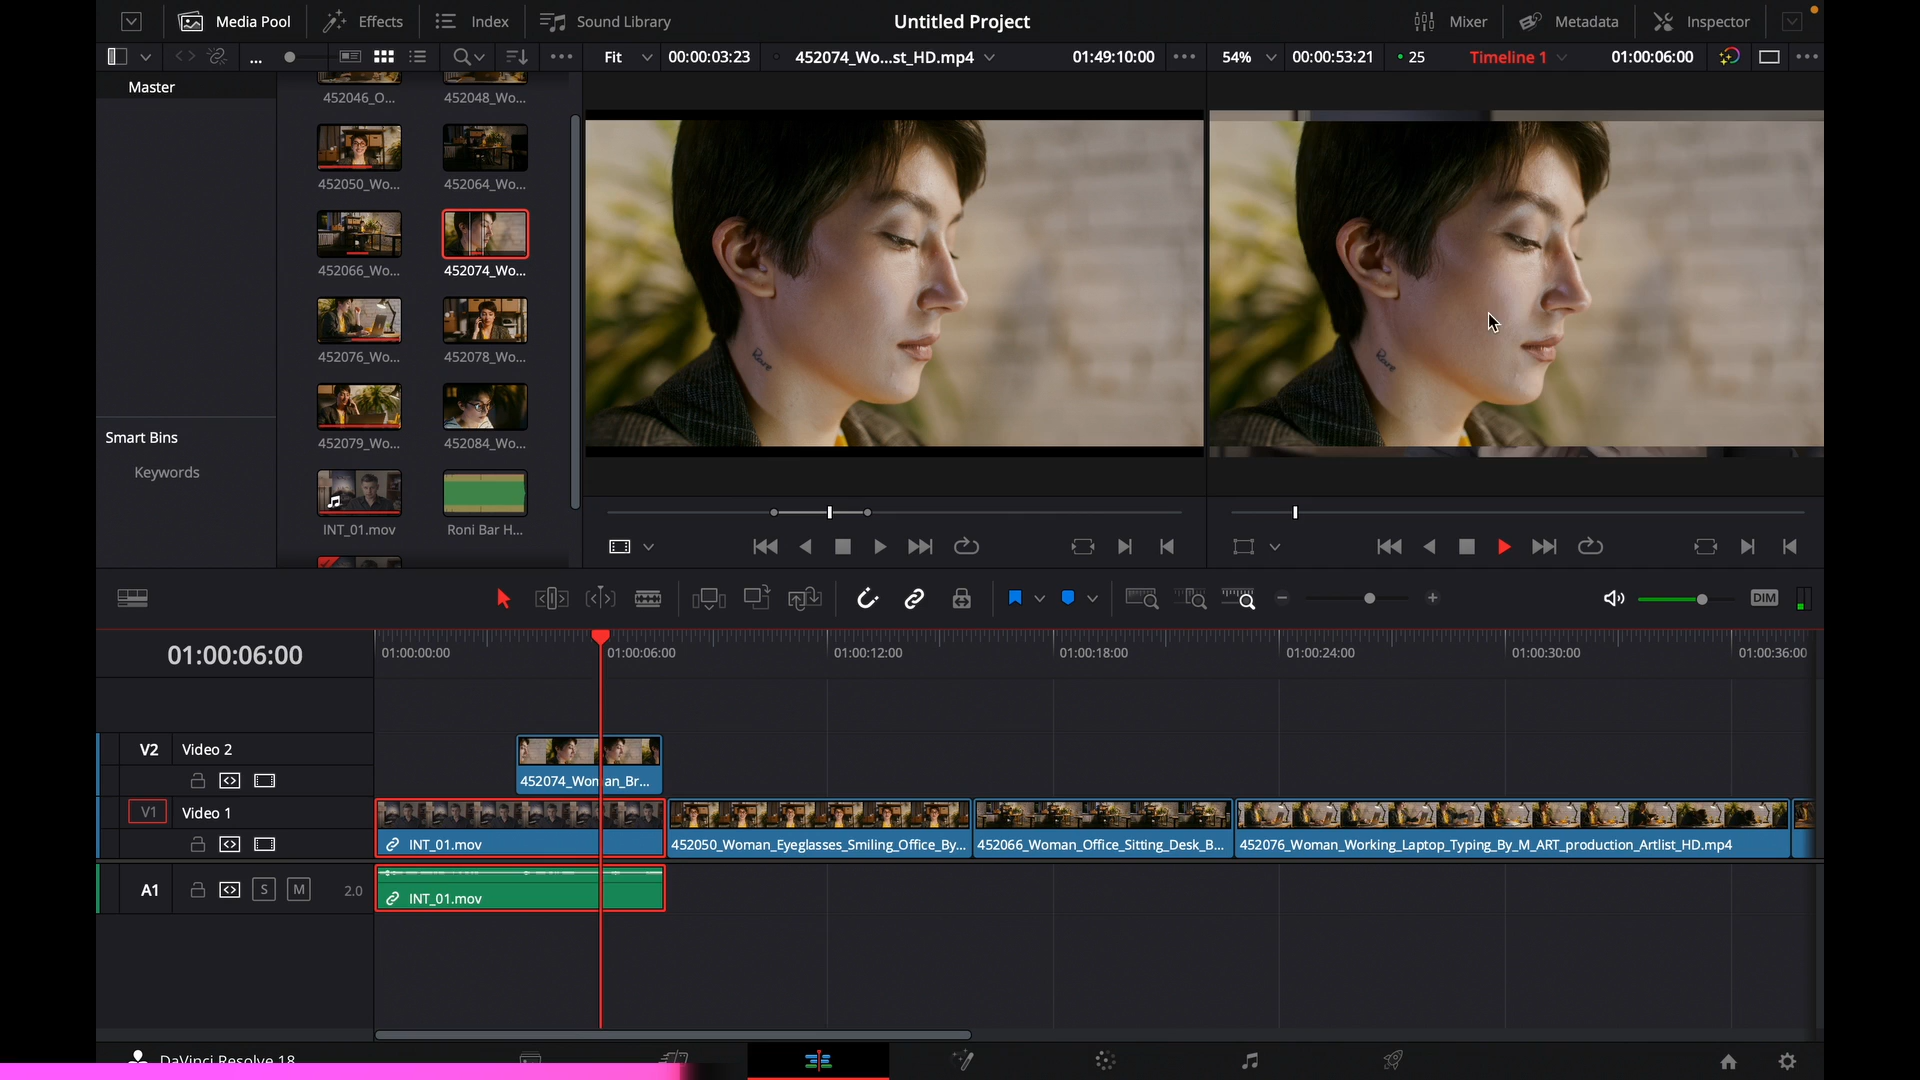 Media Pool
Effects
Index
Sound Library
Untitled Project
Mixer
Metadata
Inspector
...
Fit
00:00:03:23
452074_Wo...st_HD.mp4
01:49:10:00
54%
00:00:53:21
25
Timeline 1
01:00:06:00
Master
452046_O...
452048_Wo...
452050_Wo...
452064_Wo...
452066_Wo...
452074_Wo...
452076_Wo...
452078_Wo...
452079_Wo...
452084_Wo...
INT_01.mov
Roni Bar H...
Smart Bins
Keywords
Rare
Rare
DIM
01:00:06:00
01:00:00:00
01:00:06:00
01:00:12:00
01:00:18:00
01:00:24:00
01:00:30:00
01:00:36:00
V2
Video 2
452074_Woman_Br...
V1
Video 1
INT_01.mov
452050_Woman_Eyeglasses_Smiling_Office_By...
452066_Woman_Office_Sitting_Desk_B...
452076_Woman_Working_Laptop_Typing_By_M_ART_production_Artlist_HD.mp4
A1
S
M
2.0
INT_01.mov
DaVinci Resolve 18